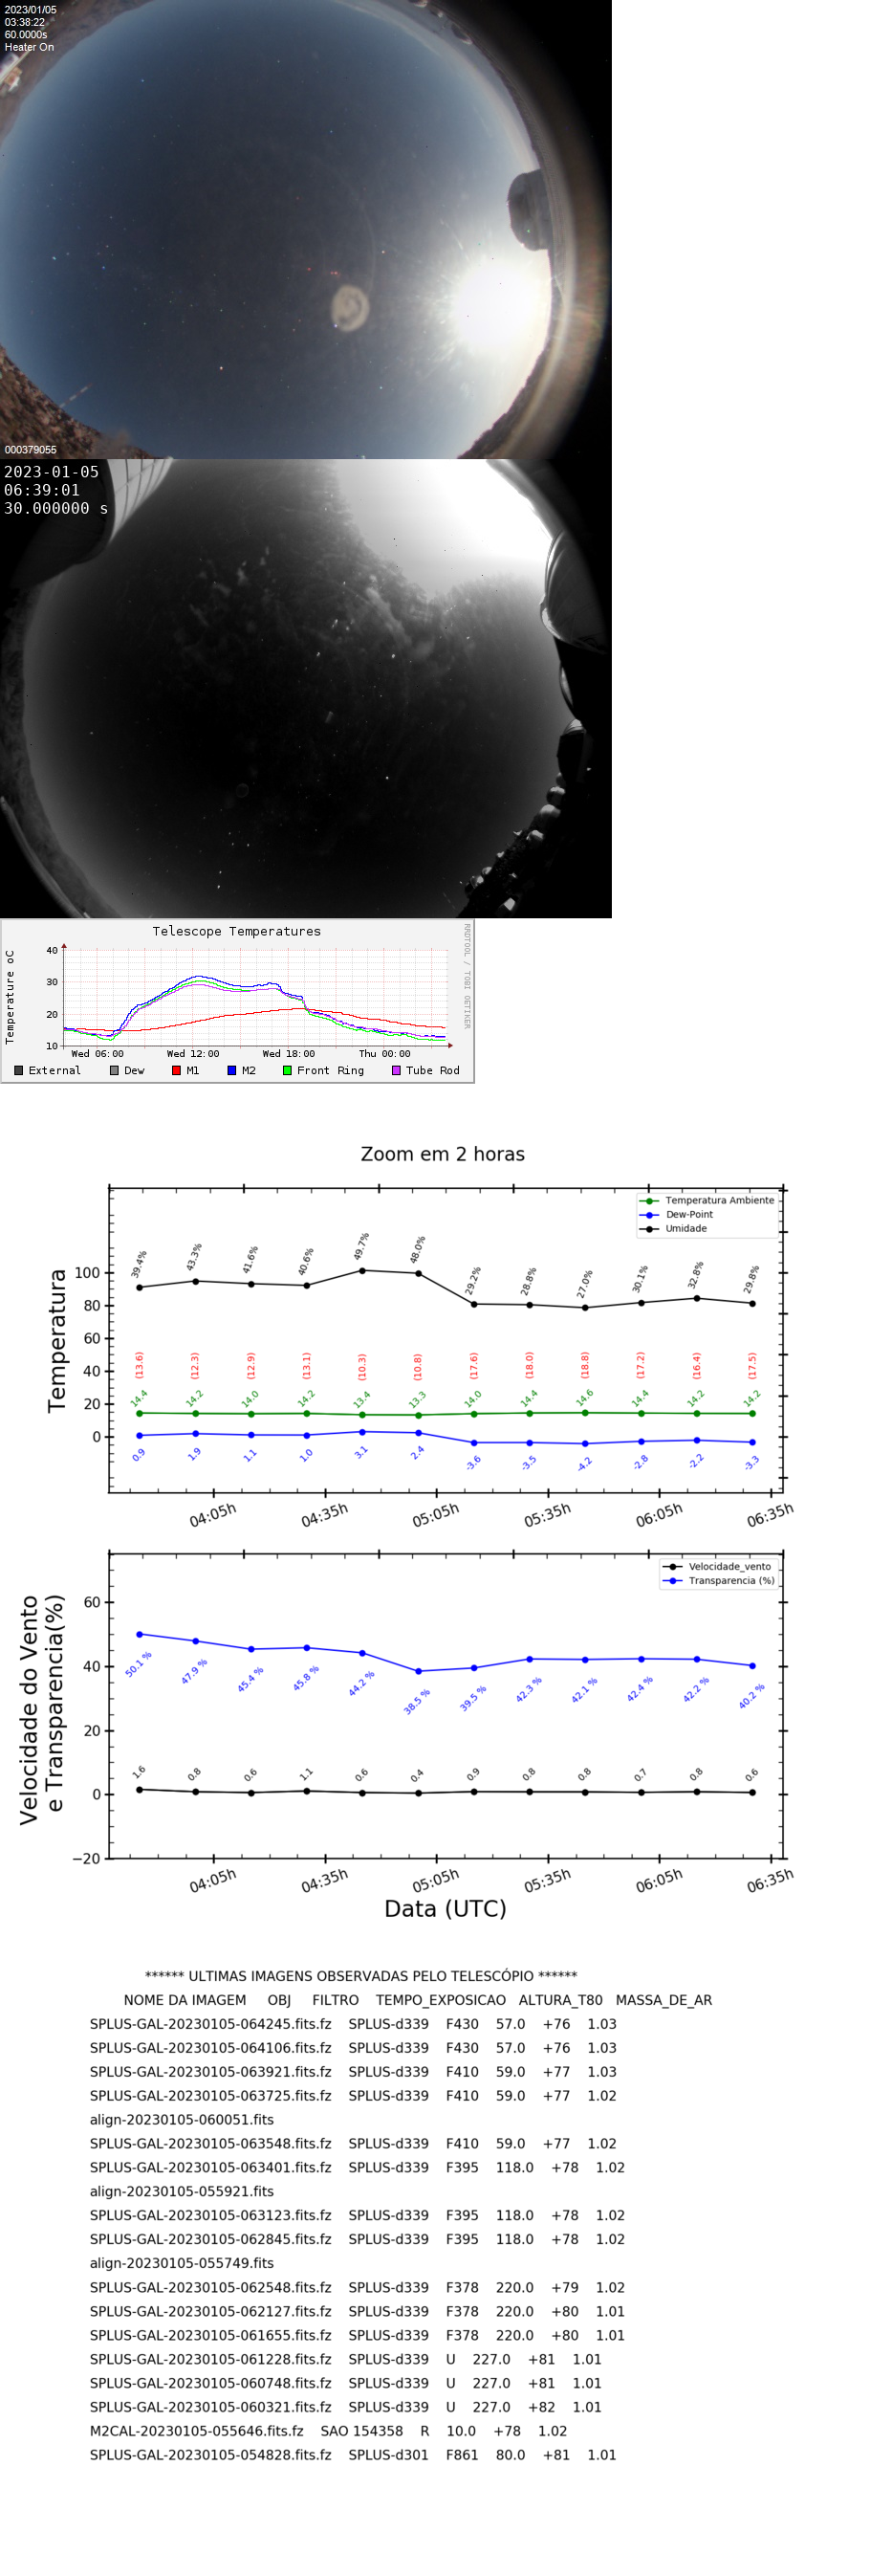 2023/01/05
03:38:22
60.0000s
Heater On
000379055
2023-01-05
06:39:01
30.000000 s
Telescope Temperatures
RRDTOOL / TOBI OETIKER
Temperature oC
40
30
20
10
Wed 06:00 Wed 12:00 Wed 18:00 Thu 00:00
External Dew M1 M2 Front Ring Tube Rod
Zoom em 2 horas
Temperatura Ambiente
Dew-Point
Umidade
Temperatura
100
80
60
40
20
0
39.4% 43.3% 41.6% 40.6% 49.7% 48.0% 29.2% 28.8% 27.0% 30.1% 32.8% 29.8%
(13.6) (12.3) (12.9) (13.1) (10.3) (10.8) (17.6) (18.0) (18.8) (17.2) (16.4) (17.5)
14.4 14.2 14.0 14.2 13.4 13.3 14.0 14.4 14.6 14.4 14.2 14.2
0.9 1.9 1.1 1.0 3.1 2.4 -3.6 -3.5 -4.2 -2.8 -2.2 -3.3
04:05h 04:35h 05:05h 05:35h 06:05h 06:35h
Velocidade_vento
Transparencia (%)
Velocidade do Vento
e Transparencia(%)
60
40
20
0
−20
50.1 % 47.9 % 45.4 % 45.8 % 44.2 % 38.5 % 39.5 % 42.3 % 42.1 % 42.4 % 42.2 % 40.2 %
1.6 0.8 0.6 1.1 0.6 0.4 0.9 0.8 0.8 0.7 0.8 0.6
04:05h 04:35h 05:05h 05:35h 06:05h 06:35h
Data (UTC)
****** ULTIMAS IMAGENS OBSERVADAS PELO TELESCÓPIO ******
NOME DA IMAGEM OBJ FILTRO TEMPO_EXPOSICAO ALTURA_T80 MASSA_DE_AR
SPLUS-GAL-20230105-064245.fits.fz SPLUS-d339 F430 57.0 +76 1.03
SPLUS-GAL-20230105-064106.fits.fz SPLUS-d339 F430 57.0 +76 1.03
SPLUS-GAL-20230105-063921.fits.fz SPLUS-d339 F410 59.0 +77 1.03
SPLUS-GAL-20230105-063725.fits.fz SPLUS-d339 F410 59.0 +77 1.02
align-20230105-060051.fits
SPLUS-GAL-20230105-063548.fits.fz SPLUS-d339 F410 59.0 +77 1.02
SPLUS-GAL-20230105-063401.fits.fz SPLUS-d339 F395 118.0 +78 1.02
align-20230105-055921.fits
SPLUS-GAL-20230105-063123.fits.fz SPLUS-d339 F395 118.0 +78 1.02
SPLUS-GAL-20230105-062845.fits.fz SPLUS-d339 F395 118.0 +78 1.02
align-20230105-055749.fits
SPLUS-GAL-20230105-062548.fits.fz SPLUS-d339 F378 220.0 +79 1.02
SPLUS-GAL-20230105-062127.fits.fz SPLUS-d339 F378 220.0 +80 1.01
SPLUS-GAL-20230105-061655.fits.fz SPLUS-d339 F378 220.0 +80 1.01
SPLUS-GAL-20230105-061228.fits.fz SPLUS-d339 U 227.0 +81 1.01
SPLUS-GAL-20230105-060748.fits.fz SPLUS-d339 U 227.0 +81 1.01
SPLUS-GAL-20230105-060321.fits.fz SPLUS-d339 U 227.0 +82 1.01
M2CAL-20230105-055646.fits.fz SAO 154358 R 10.0 +78 1.02
SPLUS-GAL-20230105-054828.fits.fz SPLUS-d301 F861 80.0 +81 1.01